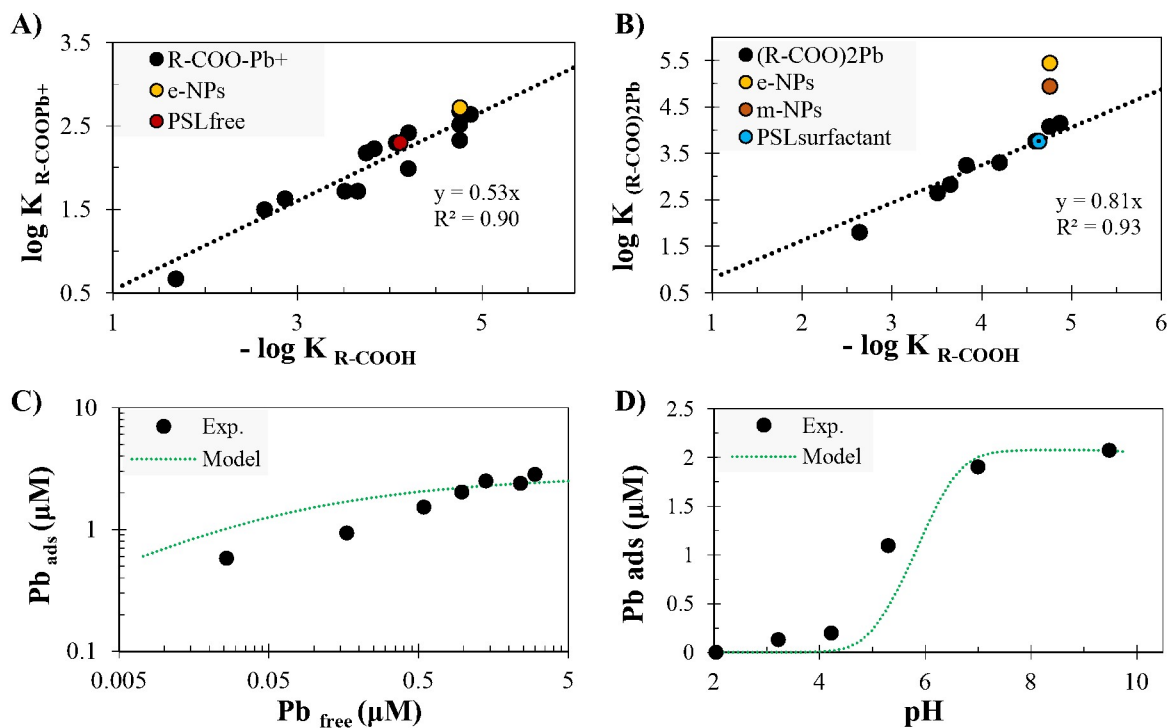 A)
3.5
2.5
1.5
0.5
log K R-COOPb+
R-COO-Pb+
e-NPs
PSLfree
y = 0.53x
R² = 0.90
1
3
5
- log K R-COOH
B)
5.5
4.5
3.5
2.5
1.5
0.5
log K (R-COO)2Pb
(R-COO)2Pb
e-NPs
m-NPs
PSLsurfactant
y = 0.81x
R² = 0.93
1
2
3
4
5
6
- log K R-COOH
C)
10
1
0.1
Pb ads (µM)
Exp.
Model
0.005
0.05
0.5
5
Pb free (µM)
D)
2.5
2
1.5
1
0.5
0
Pb ads (µM)
Exp.
Model
2
4
6
8
10
pH